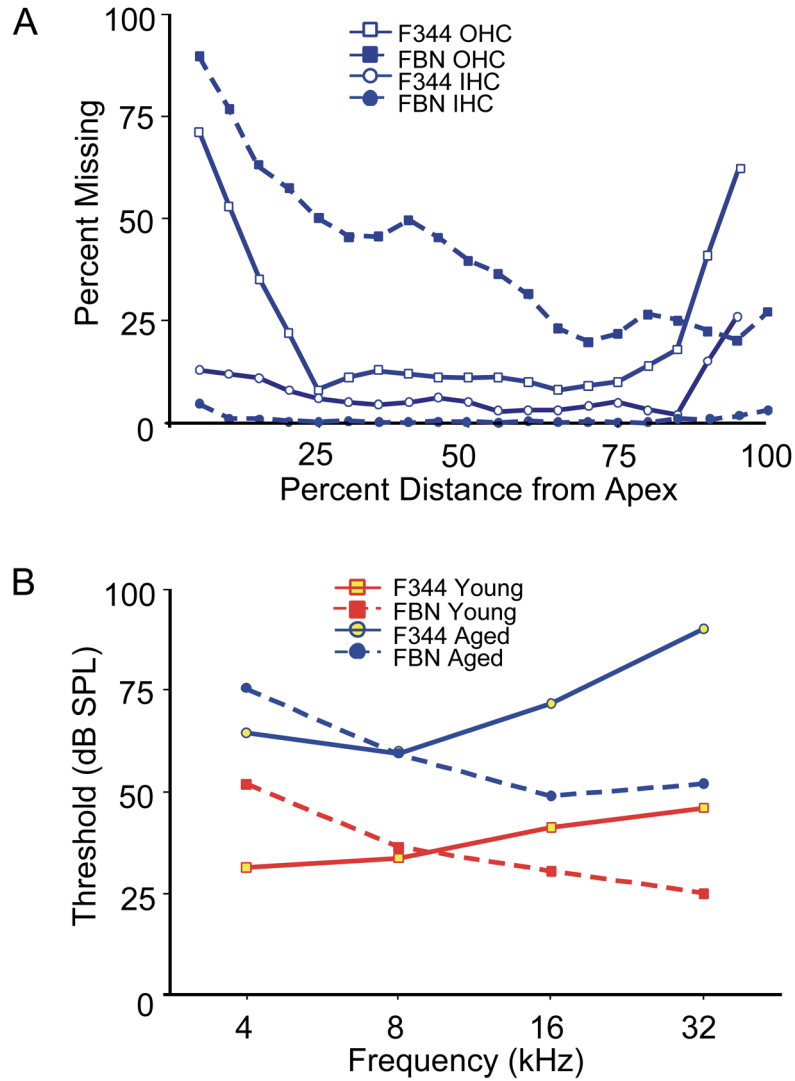 A
100
75
50
25
0
Percent Missing
F344 OHC
FBN OHC
F344 IHC
FBN IHC
25 50 75 100
Percent Distance from Apex
B
100
75
50
25
0
Threshold (dB SPL)
F344 Young
FBN Young
F344 Aged
FBN Aged
4 8 16 32
Frequency (kHz)